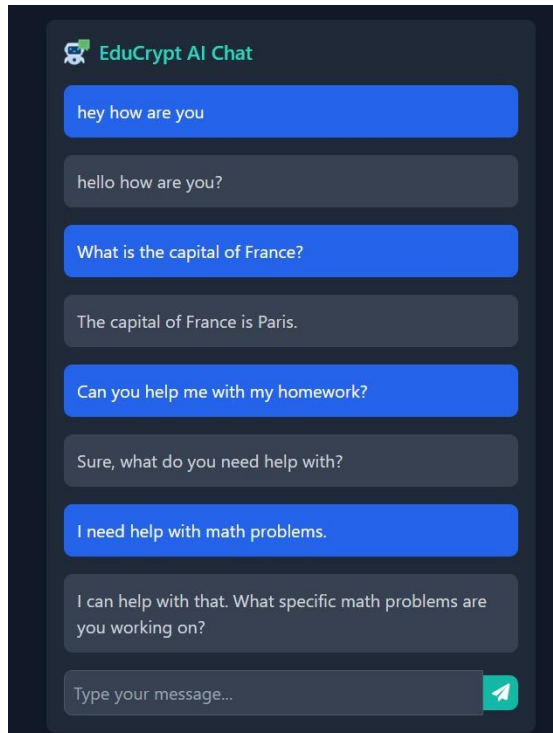 EduCrypt AI Chat
hey how are you
hello how are you?
What is the capital of France?
The capital of France is Paris.
Can you help me with my homework?
Sure, what do you need help with?
I need help with math problems.
I can help with that. What specific math problems are
you working on?
Type your message...